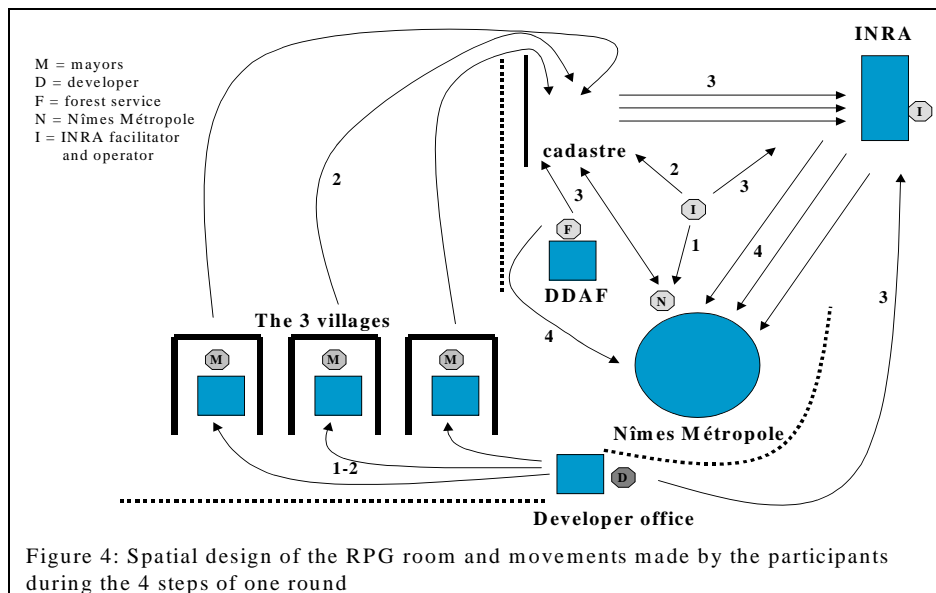 INRA
M = mayors
D = developer
F = forest service
N = Nîmes Métropole
I = INRA facilitator
and operator
3
I
cadastre
2
2
3
3
I
F
1
4
DDAF
N
3
The 3 villages
4
M
M
M
Nîmes Métropole
1-2
D
Developer office
Figure 4: Spatial design of the RPG room and movements made by the participants
during the 4 steps of one round